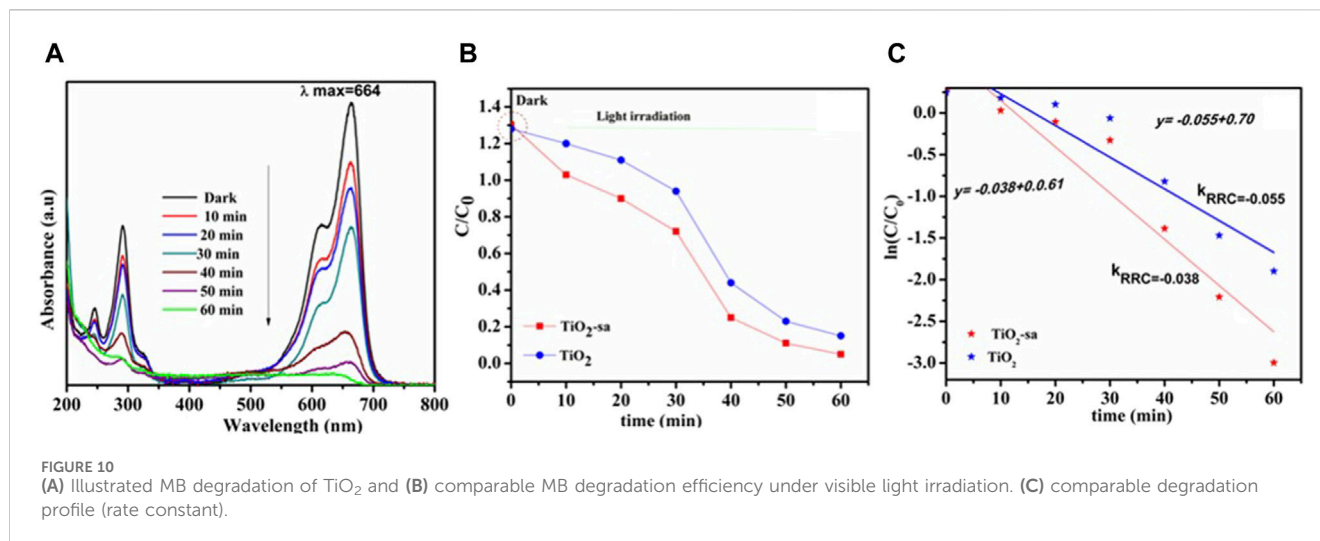 A
λ max=664
Dark
10 min
20 min
30 min
40 min
50 min
60 min
Absorbance (a.u)
200 300 400 500 600 700 800
Wavelength (nm)
B
Dark
Light irradiation
1.4
1.2
1.0
0.8
0.6
0.4
0.2
0.0
C/C0
TiO2-sa
TiO2
0 10 20 30 40 50 60
time (min)
C
0.0
-0.5
-1.0
-1.5
-2.0
-2.5
-3.0
ln(C/C0)
y= -0.055+0.70
y= -0.038+0.0.61
kRRC=-0.055
kRRC=-0.038
TiO2-sa
TiO2
0 10 20 30 40 50 60
time (min)
FIGURE 10
(A) Illustrated MB degradation of TiO2 and (B) comparable MB degradation efficiency under visible light irradiation. (C) comparable degradation
profile (rate constant).